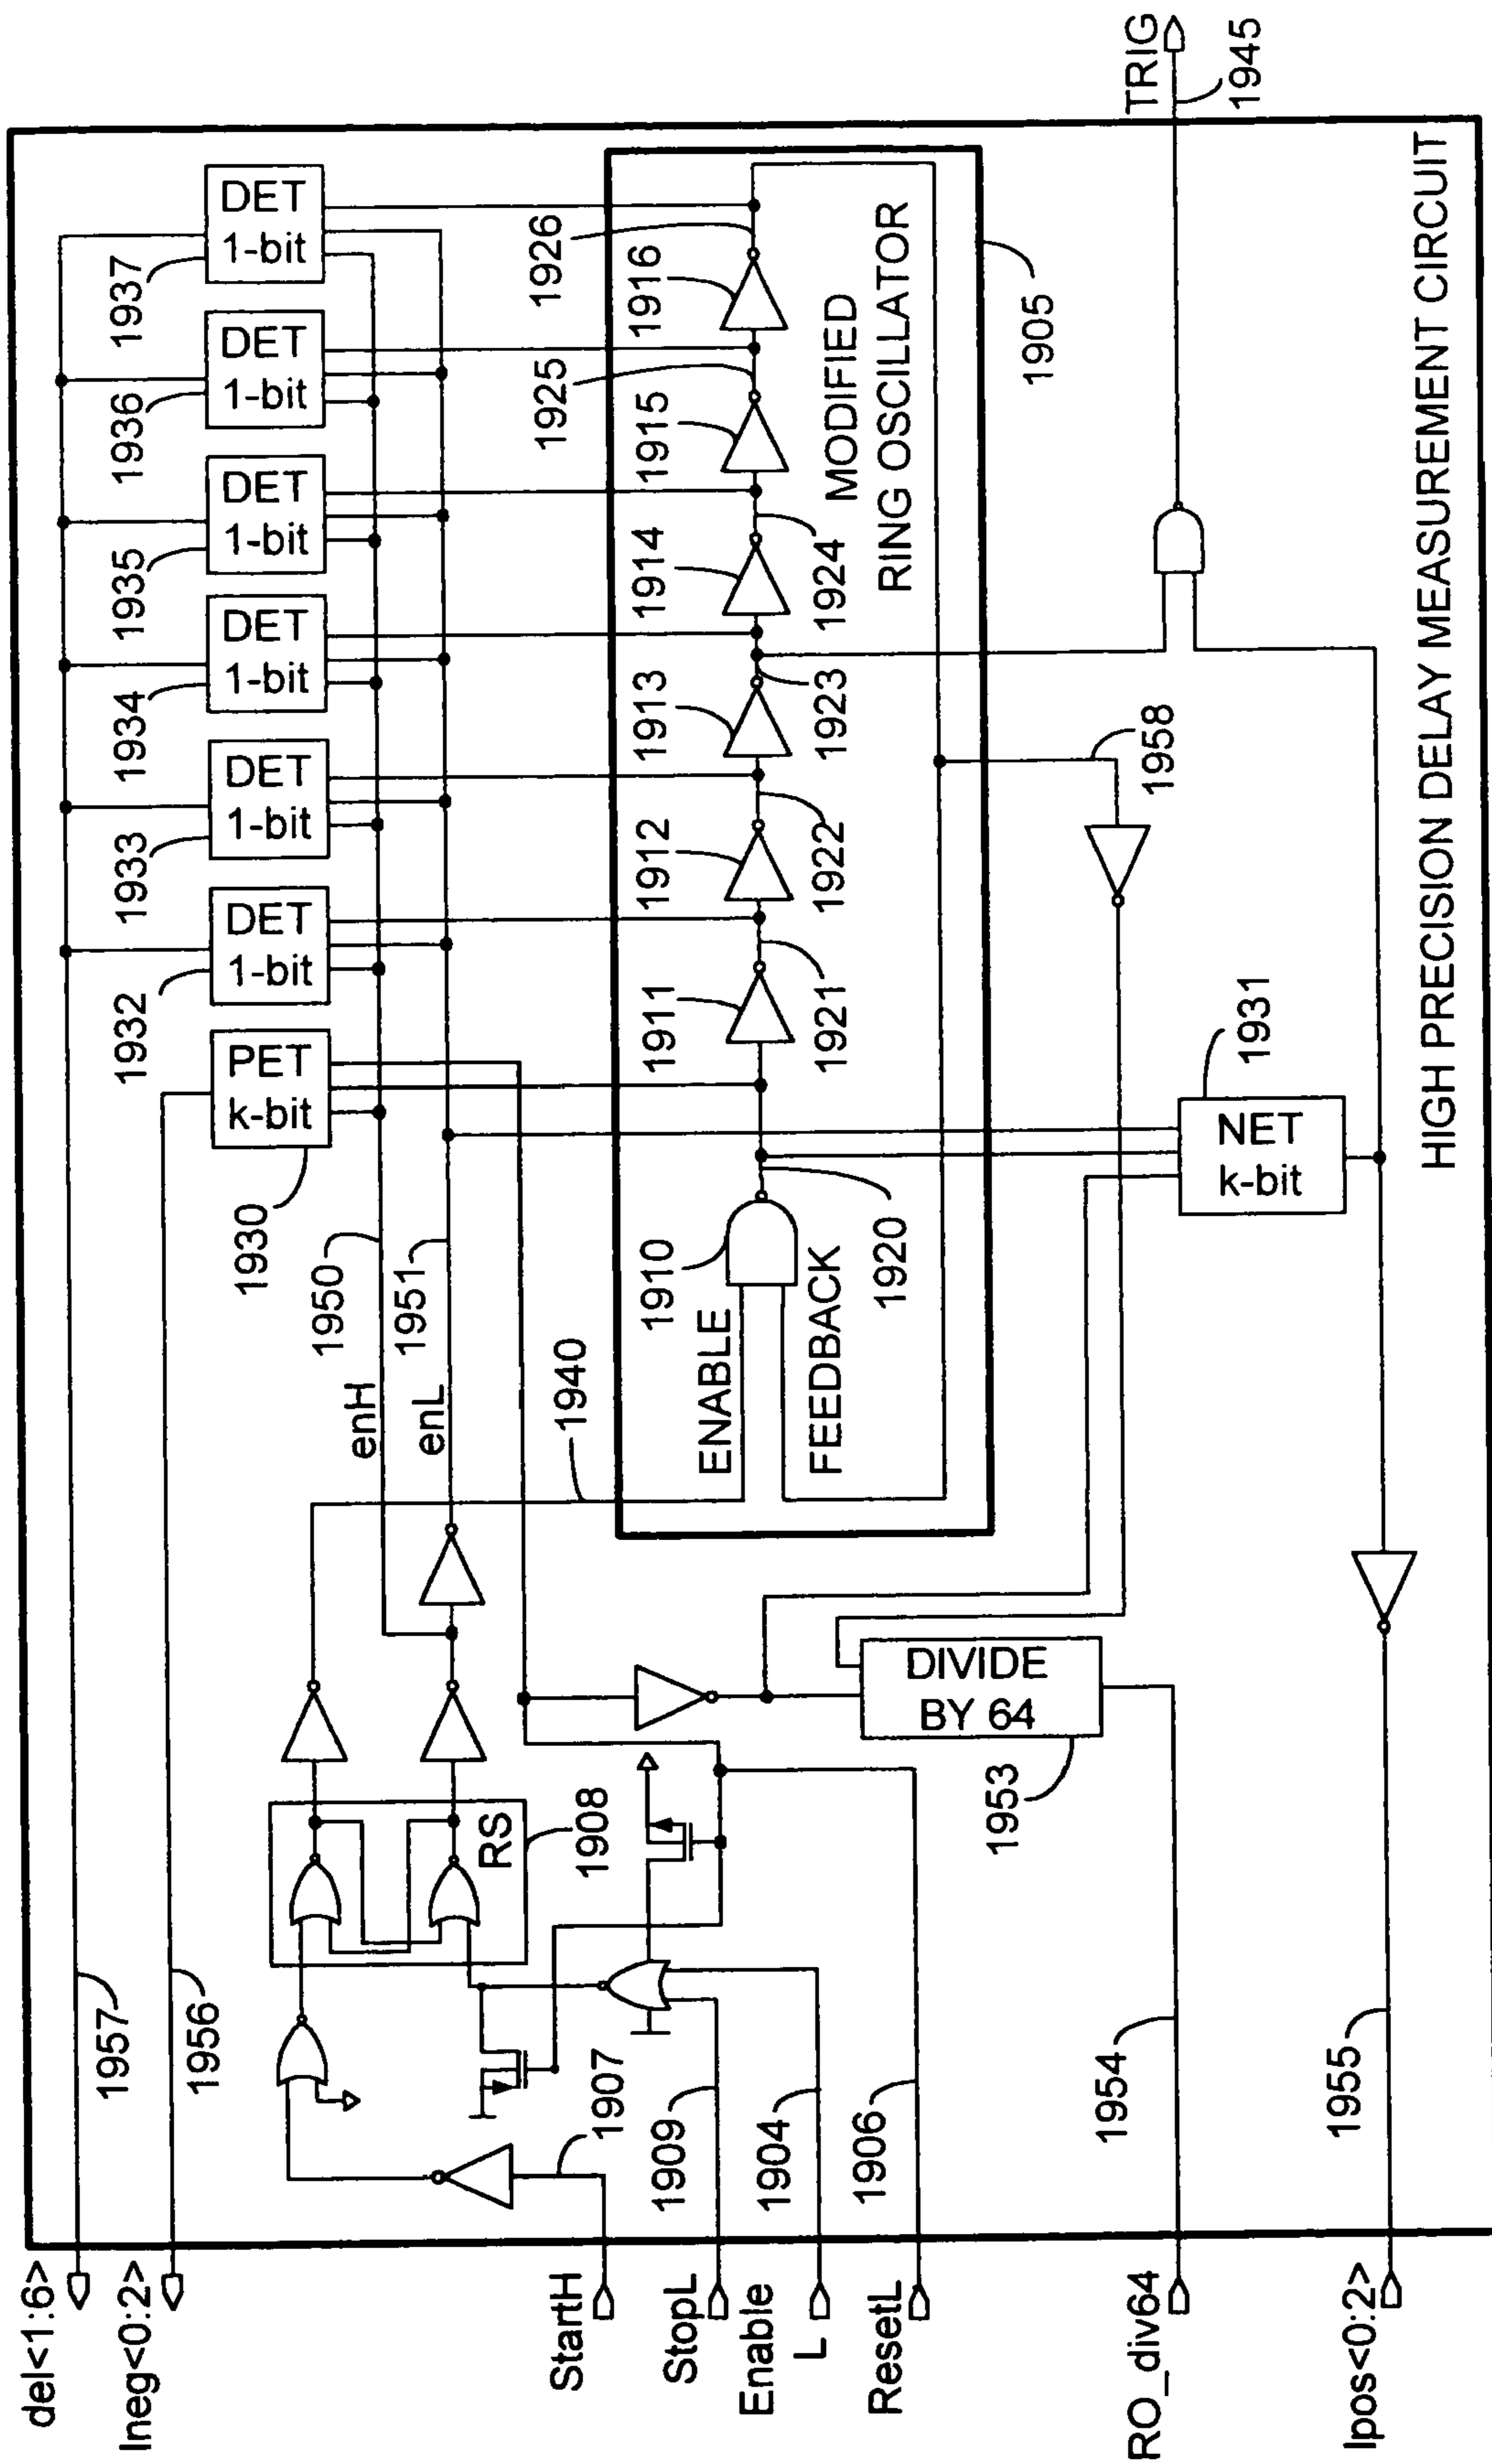 del<1:6>
Ineg<0:2>
StartH
StopL
Enable
L
ResetL
RO_div64
Ipos<0:2>
1957
1956
1907
1909
1904
1906
1954
1955
RS
1908
DIVIDE
BY 64
1953
enH
enL
1950
1951
1940
PET
k-bit
1930
DET
1-bit
1932
DET
1-bit
1933
DET
1-bit
1934
DET
1-bit
1935
DET
1-bit
1936
DET
1-bit
1937
ENABLE
FEEDBACK
1910
1920
1911
1921
1912
1922
1913
1923
1914
1924
1915
1925
1916
1926
MODIFIED
RING OSCILLATOR
1905
1958
NET
k-bit
1931
TRIG
1945
HIGH PRECISION DELAY MEASUREMENT CIRCUIT